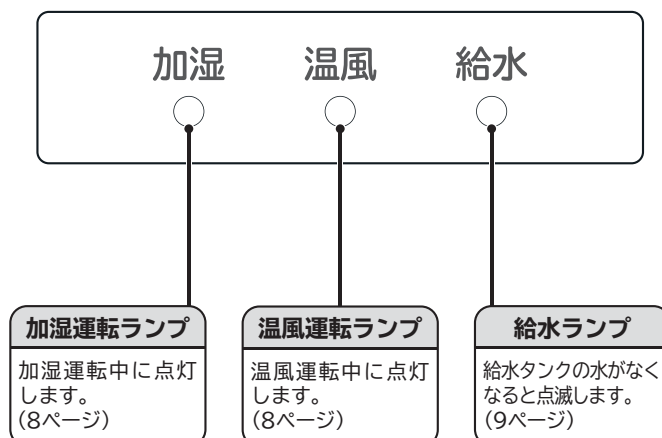 加湿 温風 給水
加湿運転ランプ
加湿運転中に点灯
します。
(8ページ)
温風運転ランプ
温風運転中に点灯
します。
(8ページ)
給水ランプ
給水タンクの水がなく
なると点滅します。
(9ページ)